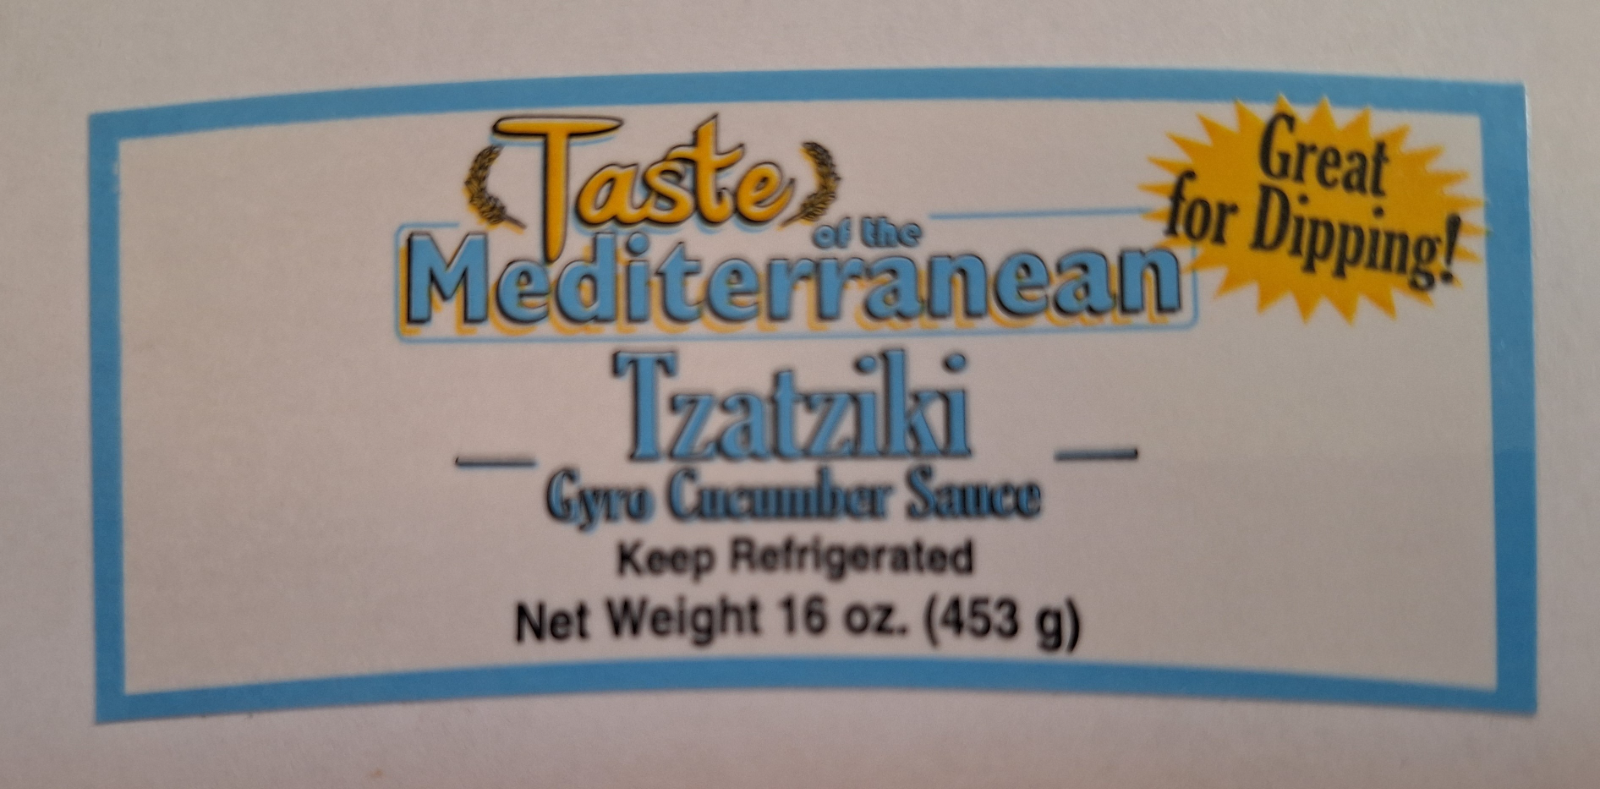 Taste
of the
Mediterranean
Great
for Dipping!
Tzatziki
Gyro Cucumber Sauce
Keep Refrigerated
Net Weight 16 oz. (453 g)